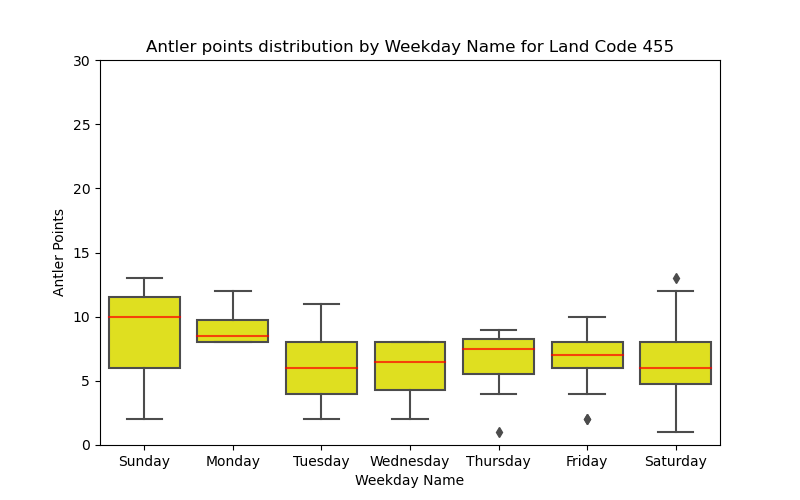 Antler points distribution by Weekday Name for Land Code 455
30
25
20
15
10
5
0
Antler Points
Sunday Monday Tuesday Wednesday Thursday Friday Saturday
Weekday Name